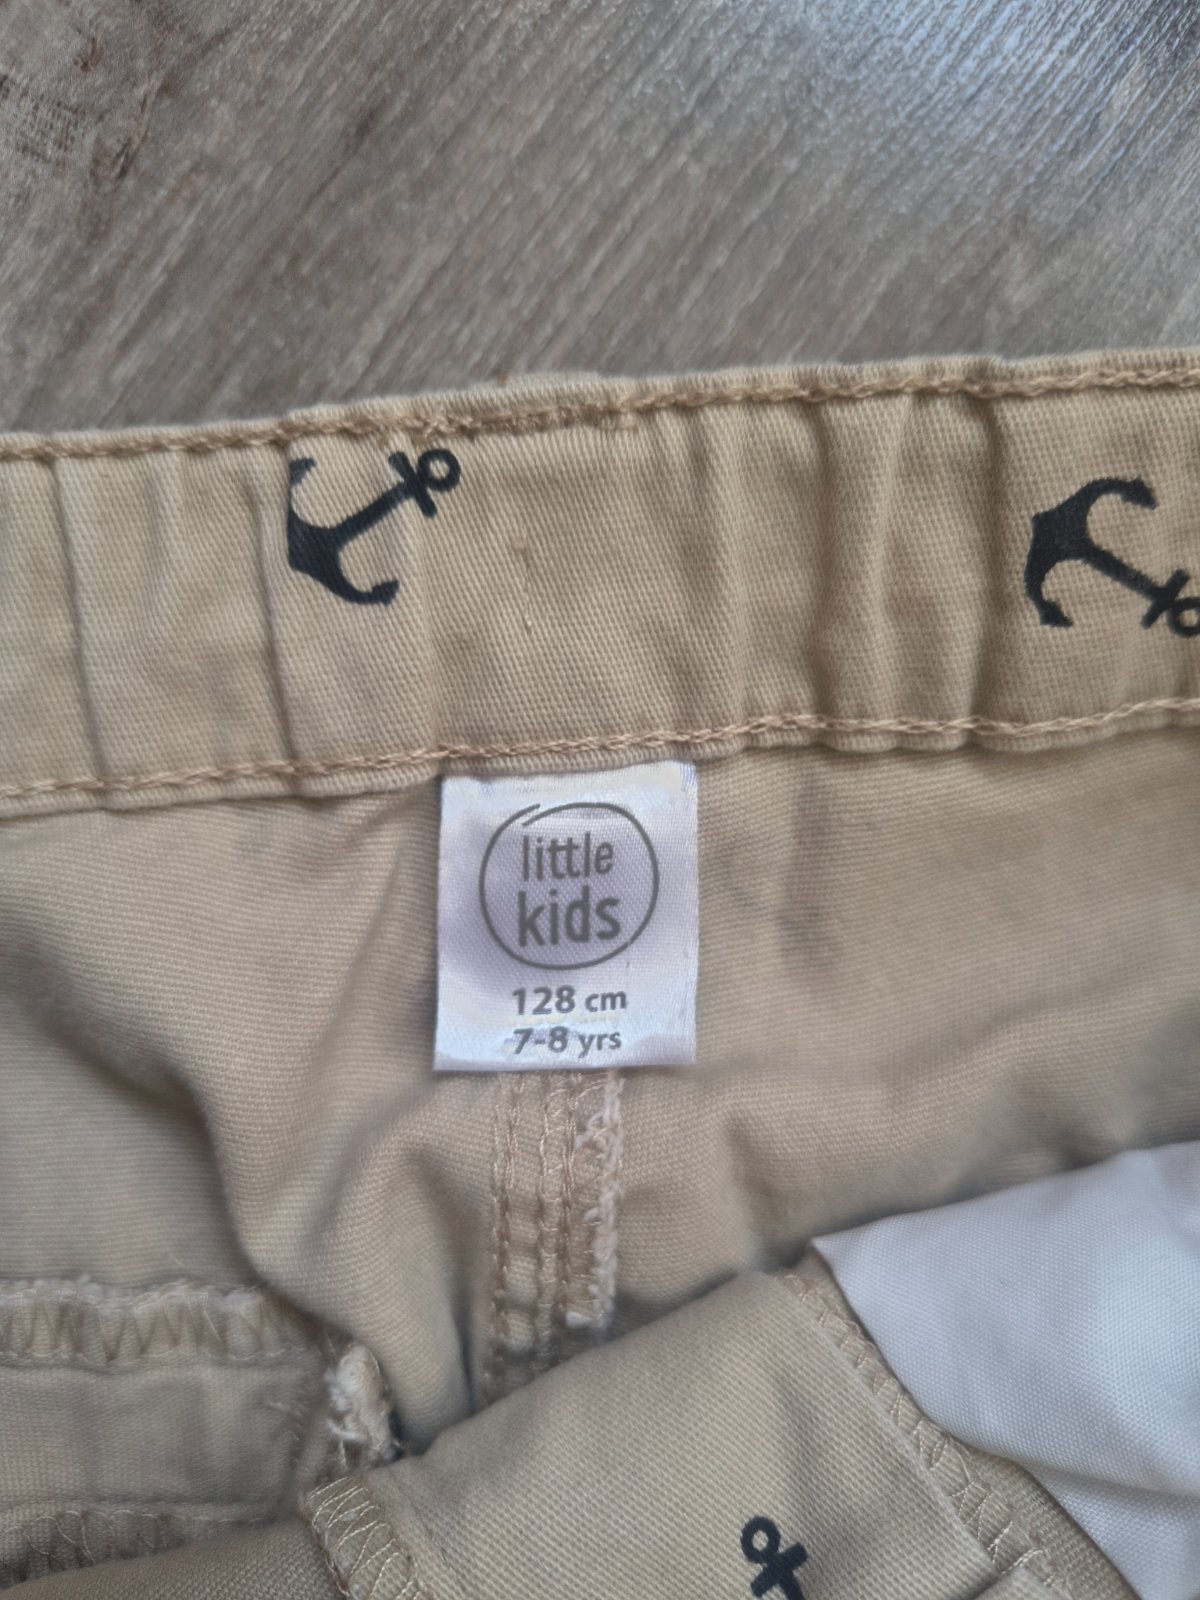 little
kids
128 cm
7-8 yrs